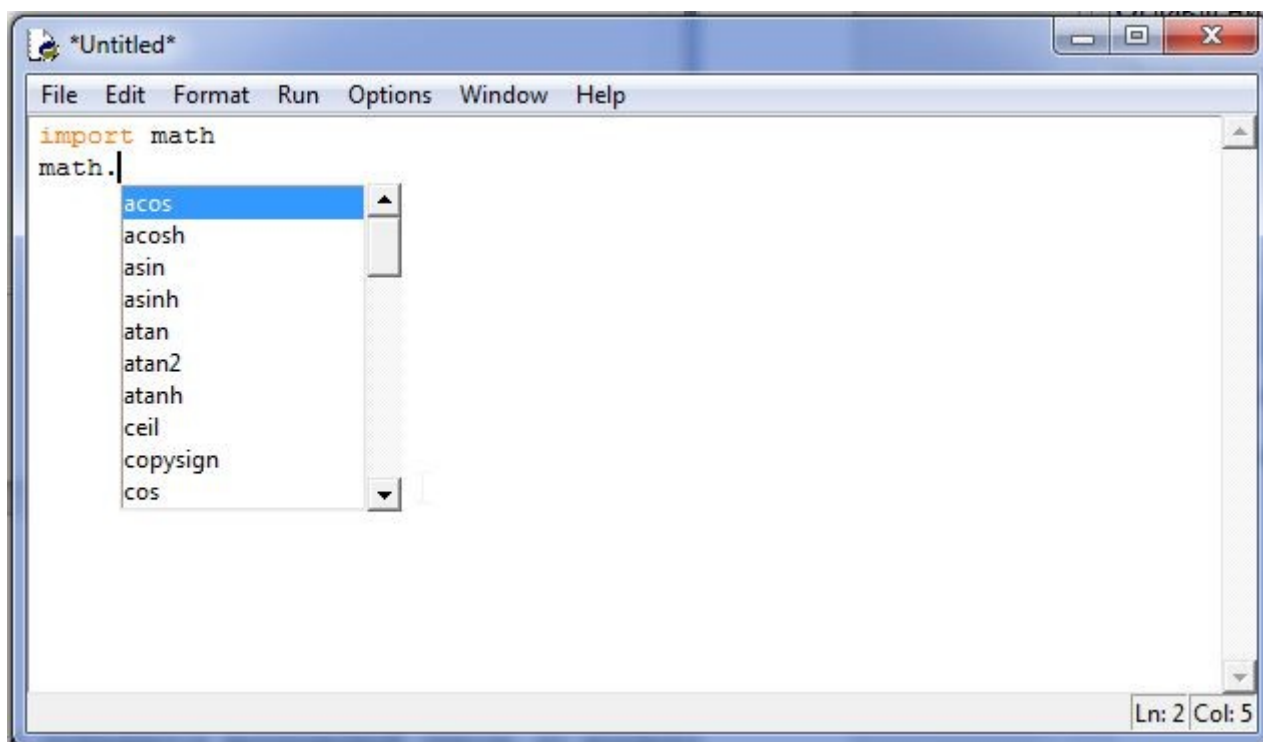 *Untitled*
File Edit Format Run Options Window Help
import math
math.
acos
acosh
asin
asinh
atan
atan2
atanh
ceil
copysign
cos
Ln: 2 Col: 5